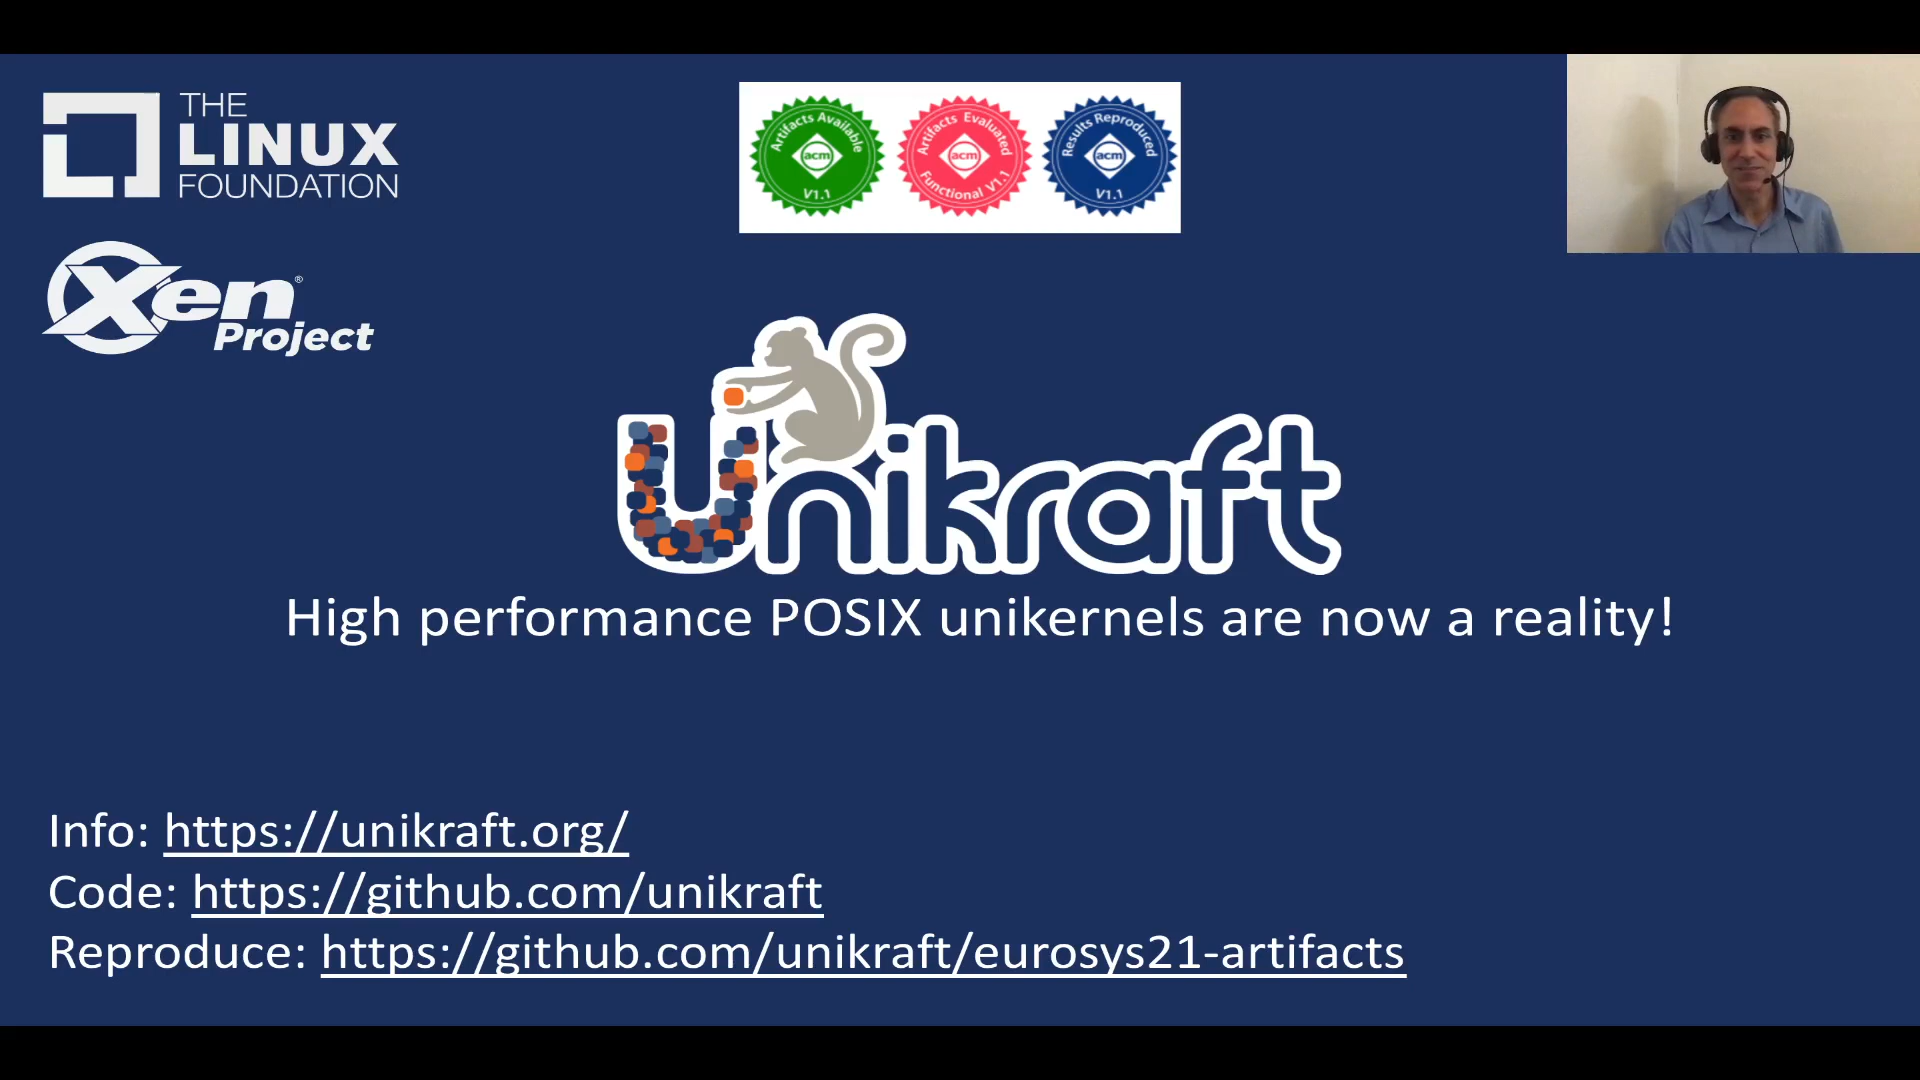 THE
LINUX
FOUNDATION
Xen®
Project
Artifacts Available
acm
V1.1
Artifacts Evaluated
acm
Functional V1.1
Results Reproduced
acm
V1.1
Unikraft
High performance POSIX unikernels are now a reality!
Info: https://unikraft.org/
Code: https://github.com/unikraft
Reproduce: https://github.com/unikraft/eurosys21-artifacts